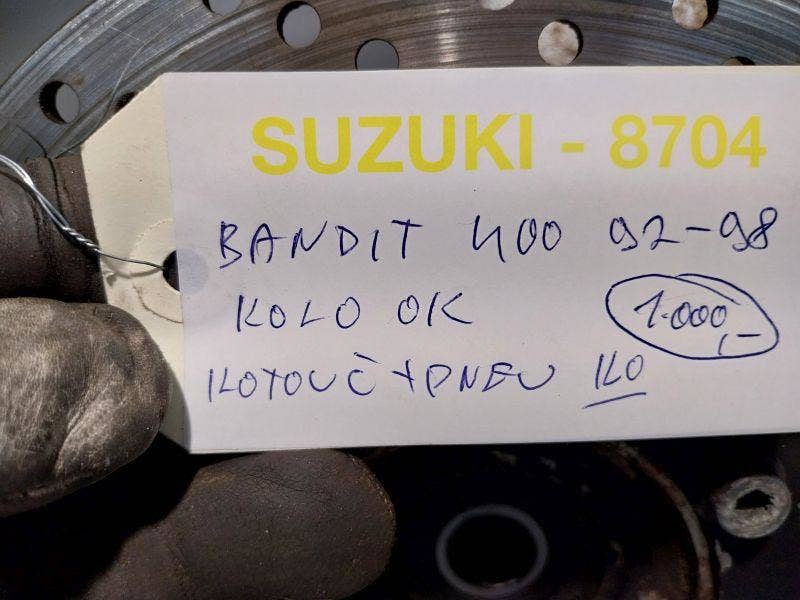 SUZUKI - 8704
BANDIT 400 92-98
KOLO OK 1.000,-
KOTOUČ + PNEU KO